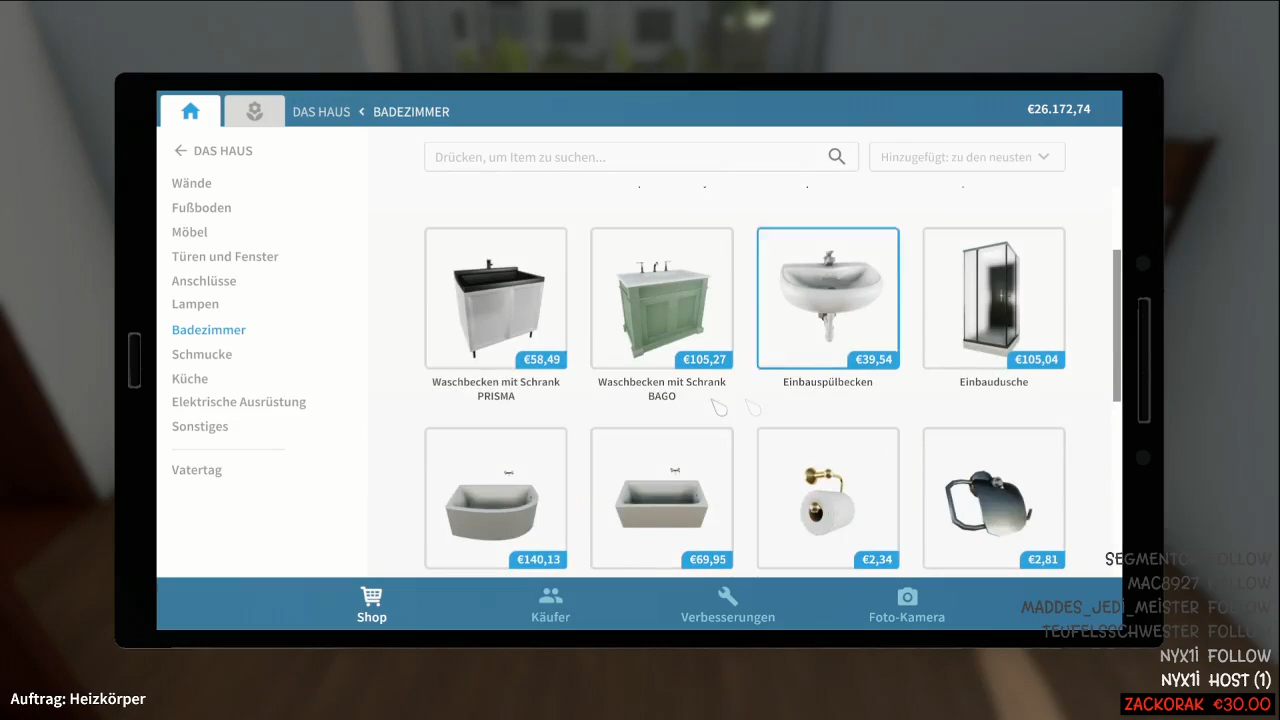 DAS HAUS
BADEZIMMER
€26.172,74
DAS HAUS
Drücken, um Item zu suchen...
Hinzugefügt: zu den neusten
Wände
Fußboden
Möbel
Türen und Fenster
Anschlüsse
Lampen
Badezimmer
Schmucke
Küche
Elektrische Ausrüstung
Sonstiges
Vatertag
€58,49
€105,27
€39,54
€105,04
Waschbecken mit Schrank
PRISMA
Waschbecken mit Schrank
BAGO
Einbauspülbecken
Einbaudusche
€140,13
€69,95
€2,34
€2,81
Shop
Käufer
Verbesserungen
Foto-Kamera
FOLLOW
MAC8927 FOLLOW
MADDES_JEDI_MEISTER FOLLOW
TEUFELSSCHWESTER FOLLOW
NYX1I FOLLOW
NYX1I HOST (1)
ZACKORAK €30.00
Auftrag: Heizkörper